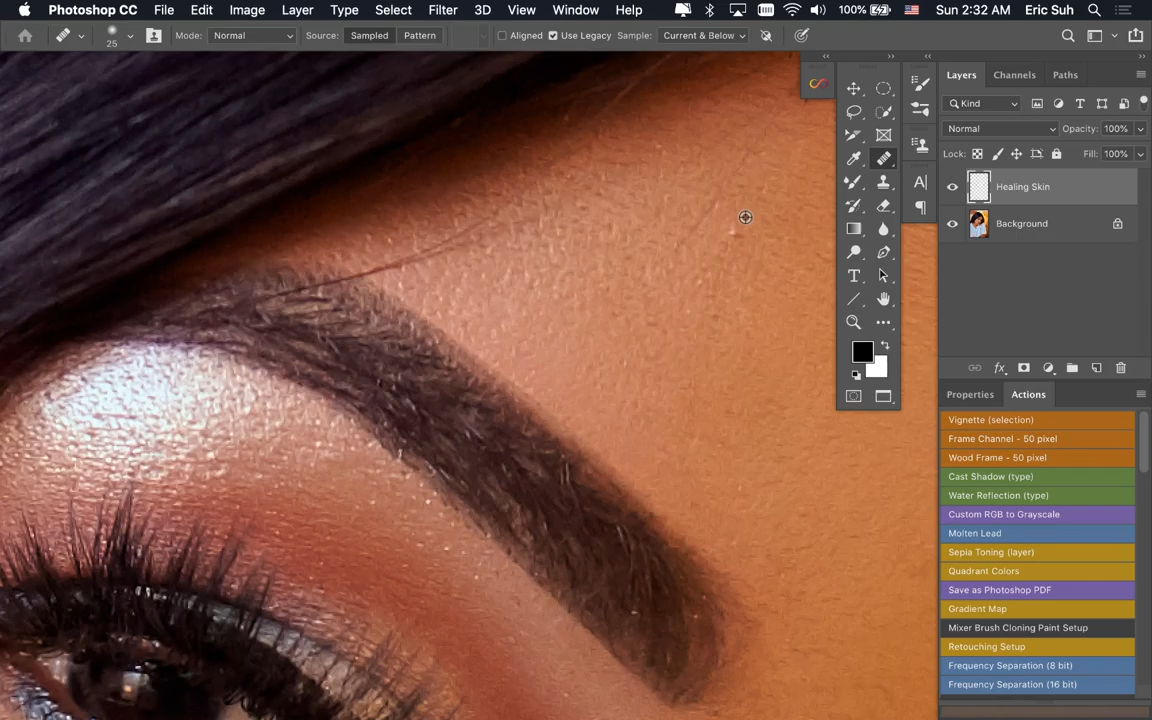 Photoshop CC File Edit Image Layer Type Select Filter 3D View Window Help 100% Sun 2:32 AM Eric Suh
25 Mode: Normal Source: Sampled Pattern Aligned Use Legacy Sample: Current & Below
Layers Channels Paths
Kind
Normal Opacity: 100%
Lock: Fill: 100%
Healing Skin
Background
Properties Actions
Vignette (selection)
Frame Channel - 50 pixel
Wood Frame - 50 pixel
Cast Shadow (type)
Water Reflection (type)
Custom RGB to Grayscale
Molten Lead
Sepia Toning (layer)
Quadrant Colors
Save as Photoshop PDF
Gradient Map
Mixer Brush Cloning Paint Setup
Retouching Setup
Frequency Separation (8 bit)
Frequency Separation (16 bit)